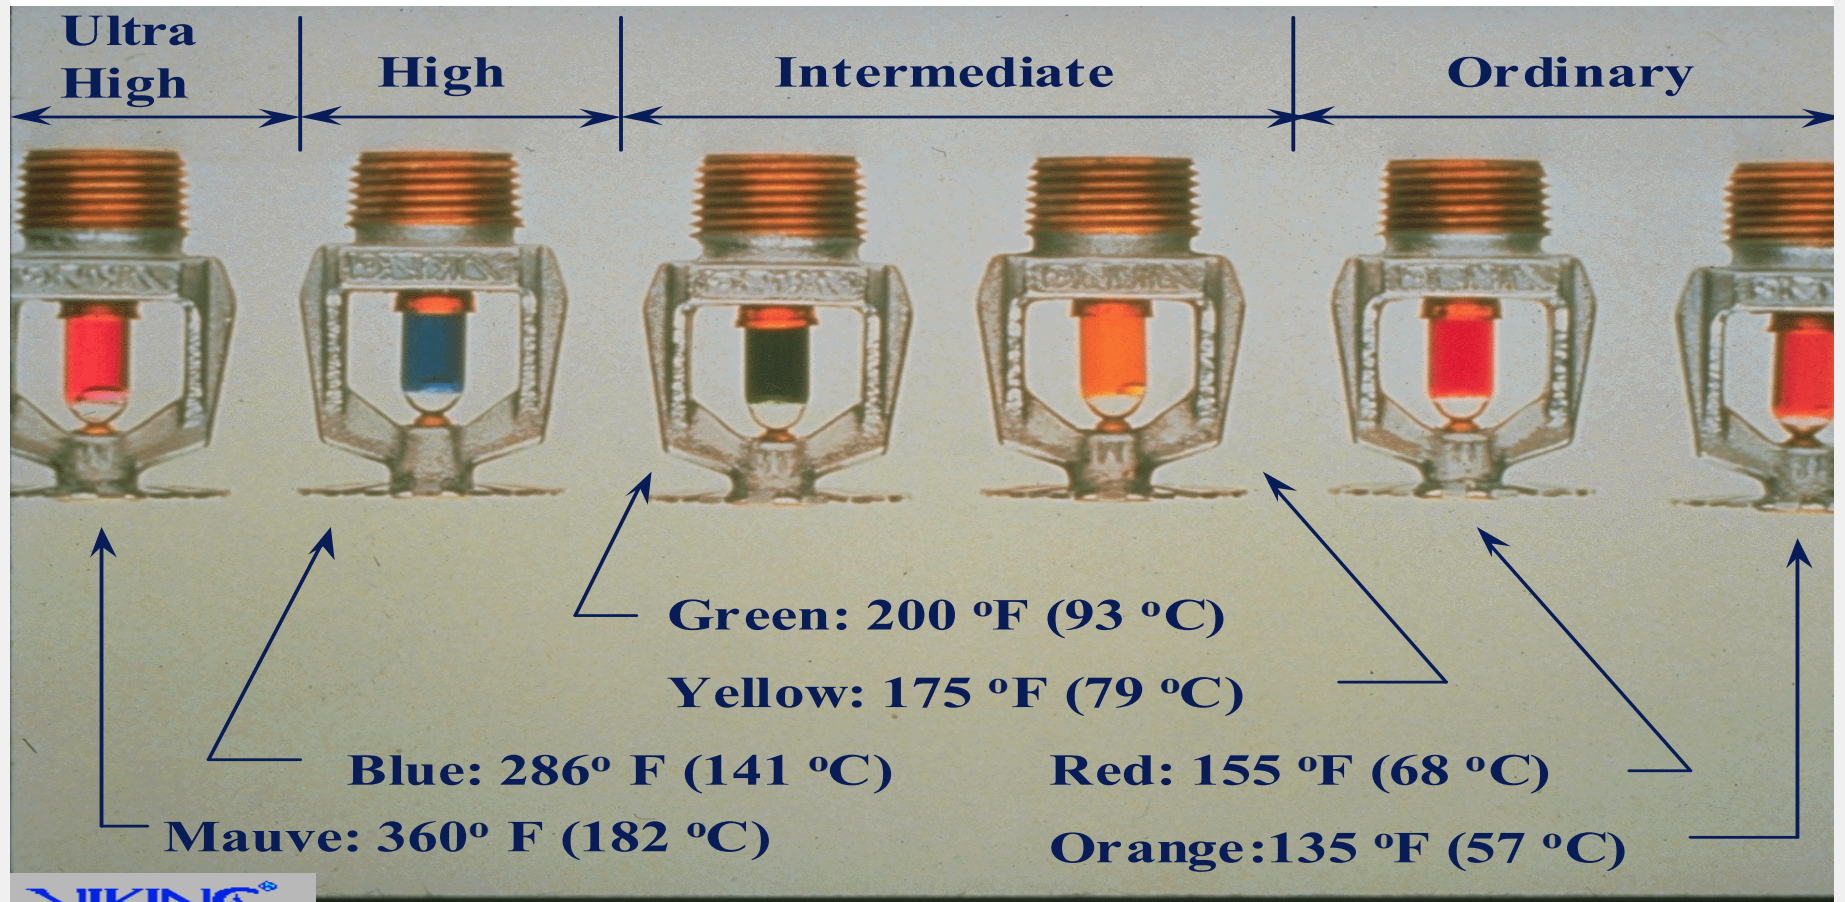 Ultra
High
High
Intermediate
Ordinary
Green: 200 ºF (93 ºC)
Yellow: 175 ºF (79 ºC)
Blue: 286º F (141 ºC)
Red: 155 ºF (68 ºC)
Mauve: 360º F (182 ºC)
Orange:135 ºF (57 ºC)
VIKING®